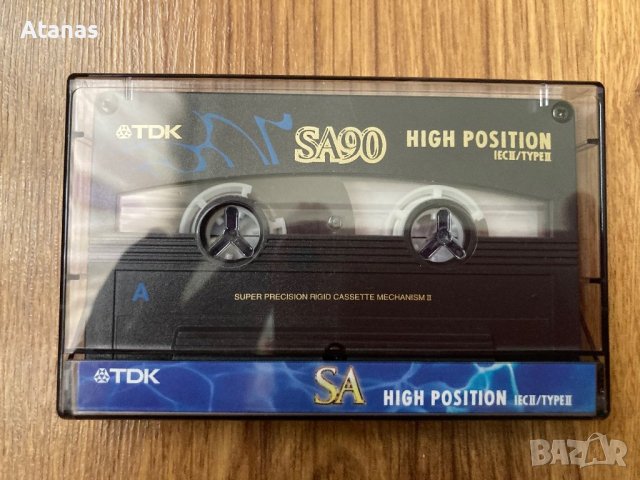 Atanas
TDK SA90 HIGH POSITION
IECII/TYPEII
A SUPER PRECISION RIGID CASSETTE MECHANISM II
TDK SA HIGH POSITION IECII/TYPEII
BAZAR